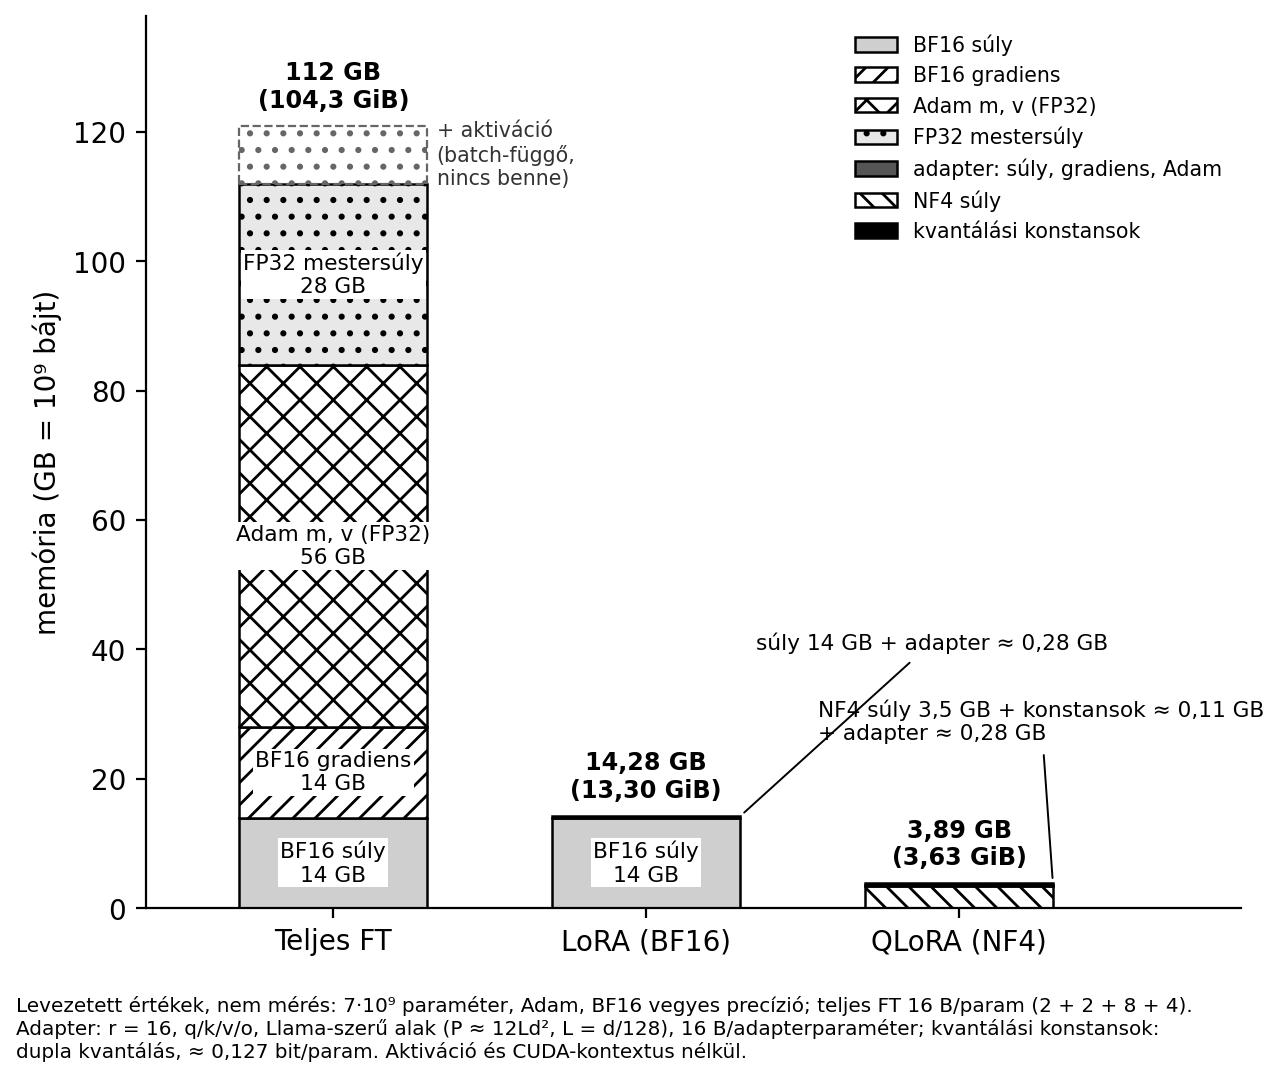 112 GB
(104,3 GiB)
+ aktiváció
(batch-függő,
nincs benne)
BF16 súly
BF16 gradiens
Adam m, v (FP32)
FP32 mestersúly
adapter: súly, gradiens, Adam
NF4 súly
kvantálási konstansok
memória (GB = 10⁹ bájt)
120
100
80
60
40
20
0
FP32 mestersúly
28 GB
Adam m, v (FP32)
56 GB
BF16 gradiens
14 GB
BF16 súly
14 GB
súly 14 GB + adapter ≈ 0,28 GB
NF4 súly 3,5 GB + konstansok ≈ 0,11 GB
+ adapter ≈ 0,28 GB
14,28 GB
(13,30 GiB)
BF16 súly
14 GB
3,89 GB
(3,63 GiB)
Teljes FT
LoRA (BF16)
QLoRA (NF4)
Levezetett értékek, nem mérés: 7·10⁹ paraméter, Adam, BF16 vegyes precízió; teljes FT 16 B/param (2 + 2 + 8 + 4).
Adapter: r = 16, q/k/v/o, Llama-szerű alak (P ≈ 12Ld², L = d/128), 16 B/adapterparaméter; kvantálási konstansok:
dupla kvantálás, ≈ 0,127 bit/param. Aktiváció és CUDA-kontextus nélkül.